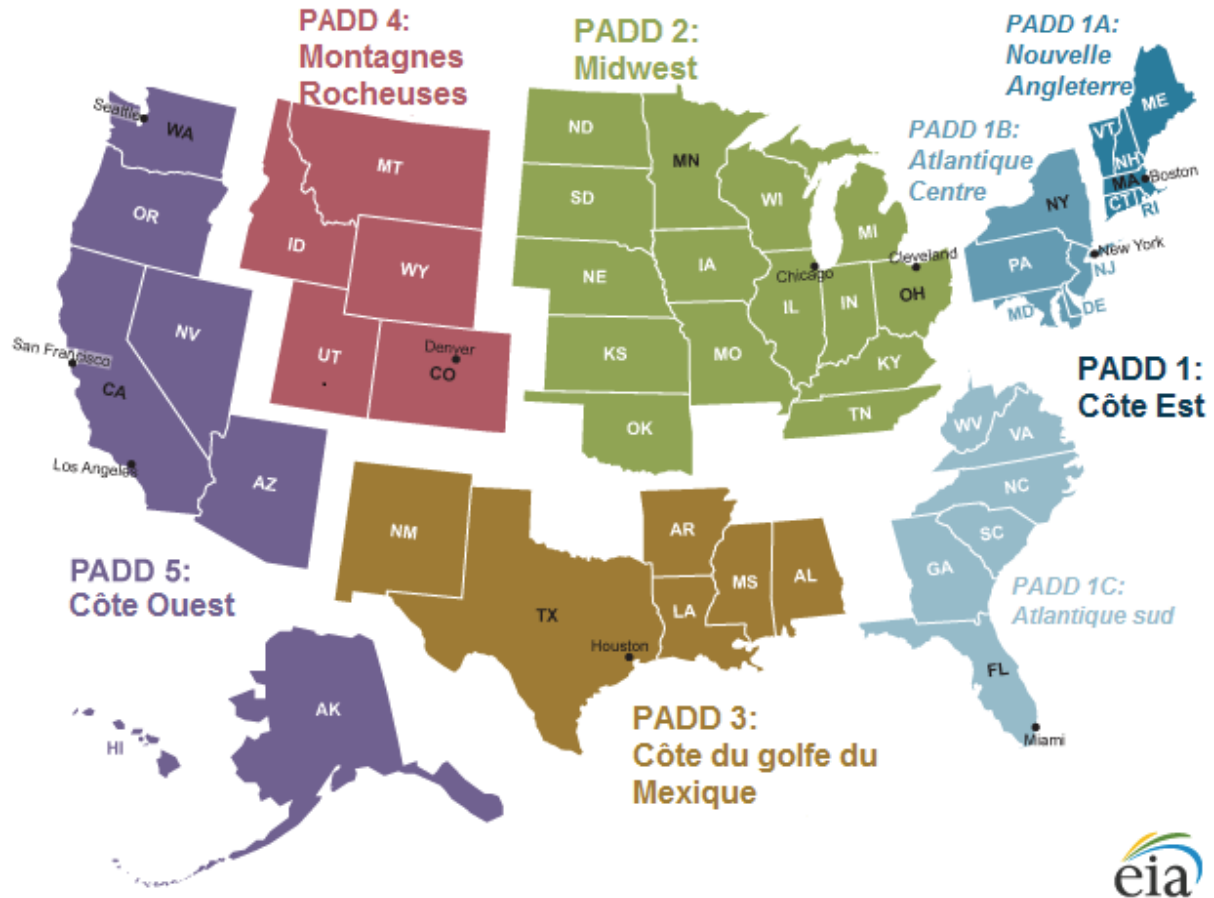 PADD 4:
Montagnes
Rocheuses
PADD 2:
Midwest
PADD 1A:
Nouvelle
Angleterre
PADD 1B:
Atlantique
Centre
PADD 1:
Côte Est
PADD 1C:
Atlantique sud
PADD 5:
Côte Ouest
PADD 3:
Côte du golfe du
Mexique
Seattle
WA
OR
NV
San Francisco
CA
Los Angeles
AZ
AK
HI
MT
ID
WY
UT
Denver
CO
ND
SD
NE
KS
OK
MN
IA
MO
WI
MI
IL
IN
Chicago
Cleveland
OH
KY
TN
NM
TX
Houston
AR
LA
MS
AL
ME
VT
NH
MA
Boston
CT
RI
NY
New York
PA
NJ
MD
DE
WV
VA
NC
SC
GA
FL
Miami
eia